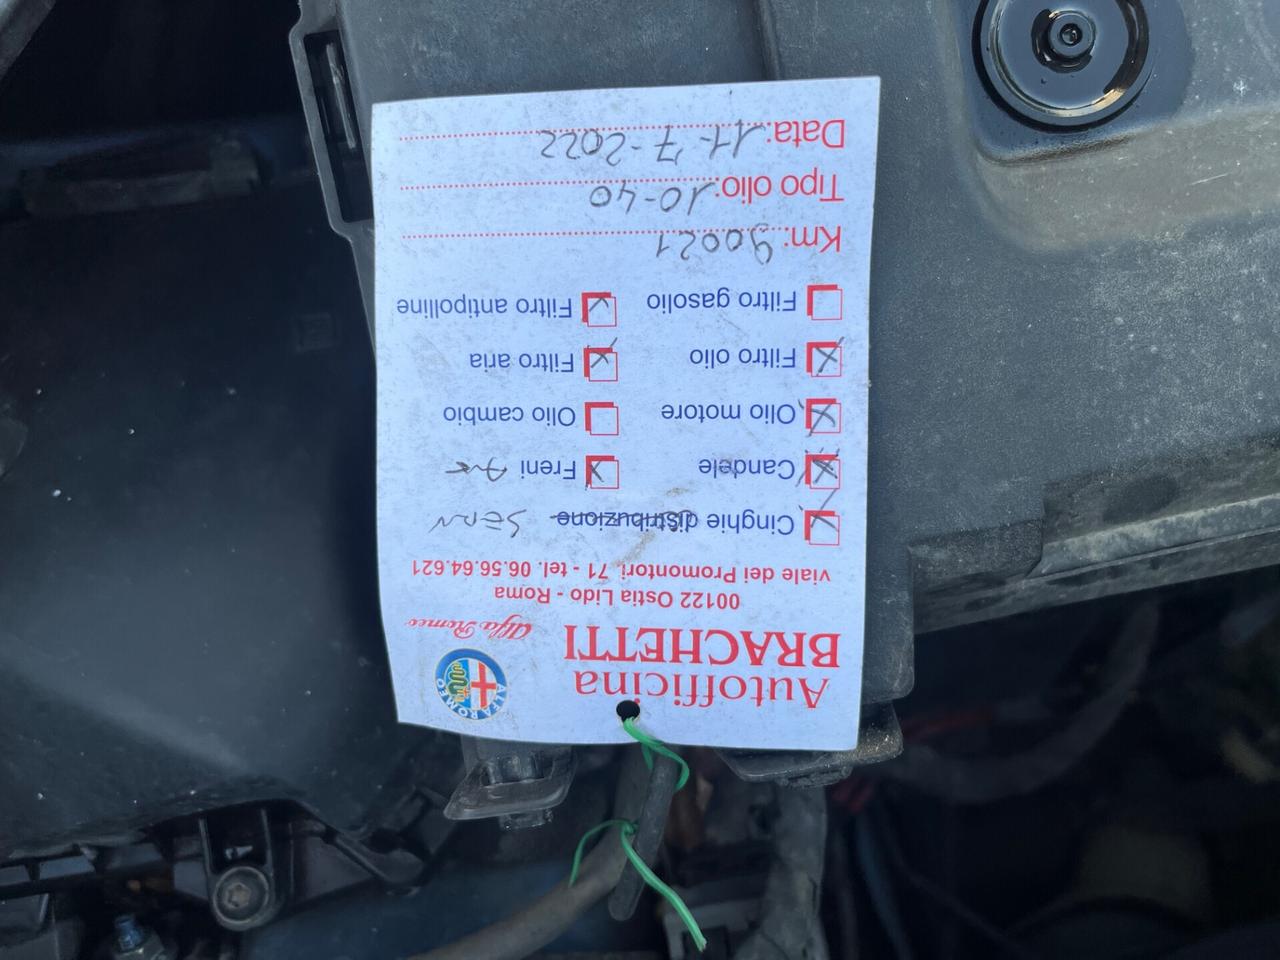 Autofficina
BRACHETTI
Alfa Romeo
ALFA ROMEO
00122 Ostia Lido - Roma
viale dei Promontori, 71 - tel. 06.56.64.621
Cinghie distribuzione
Candele
Freni
Olio motore
Olio cambio
Filtro olio
Filtro aria
Filtro gasolio
Filtro antipolline
Km: 90021
Tipo olio: 10-40
Data: 11-7-2022